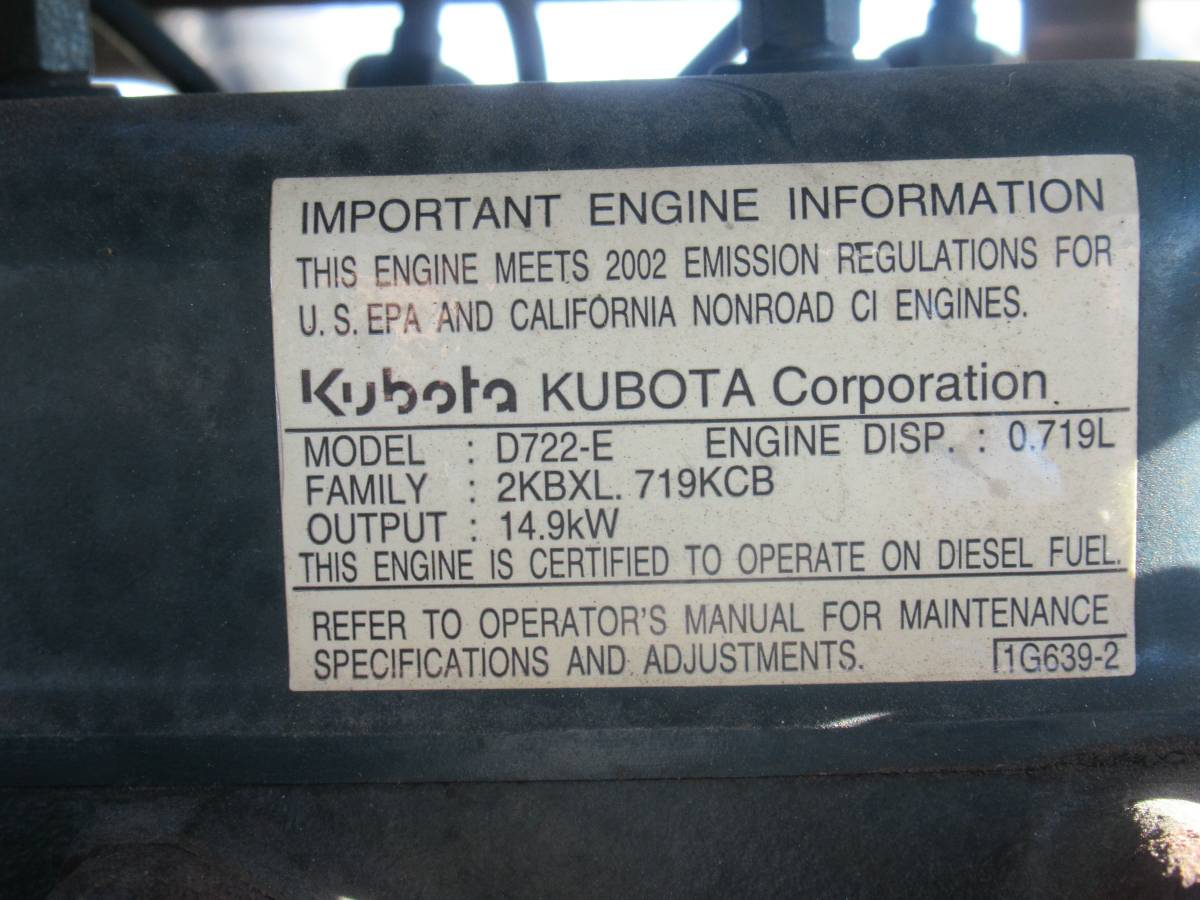 IMPORTANT ENGINE INFORMATION
THIS ENGINE MEETS 2002 EMISSION REGULATIONS FOR
U. S. EPA AND CALIFORNIA NONROAD CI ENGINES.
Kubota KUBOTA Corporation
MODEL : D722-E ENGINE DISP. : 0.719L
FAMILY : 2KBXL. 719KCB
OUTPUT : 14.9kW
THIS ENGINE IS CERTIFIED TO OPERATE ON DIESEL FUEL.
REFER TO OPERATOR'S MANUAL FOR MAINTENANCE
SPECIFICATIONS AND ADJUSTMENTS. 1G639-2